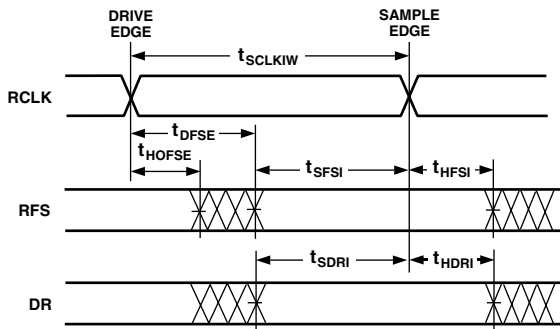 DRIVE
EDGE
SAMPLE
EDGE
tSCLKIW
RCLK
tDFSE
tHOFSE
tSFSI
tHFSI
RFS
tSDRI
tHDRI
DR